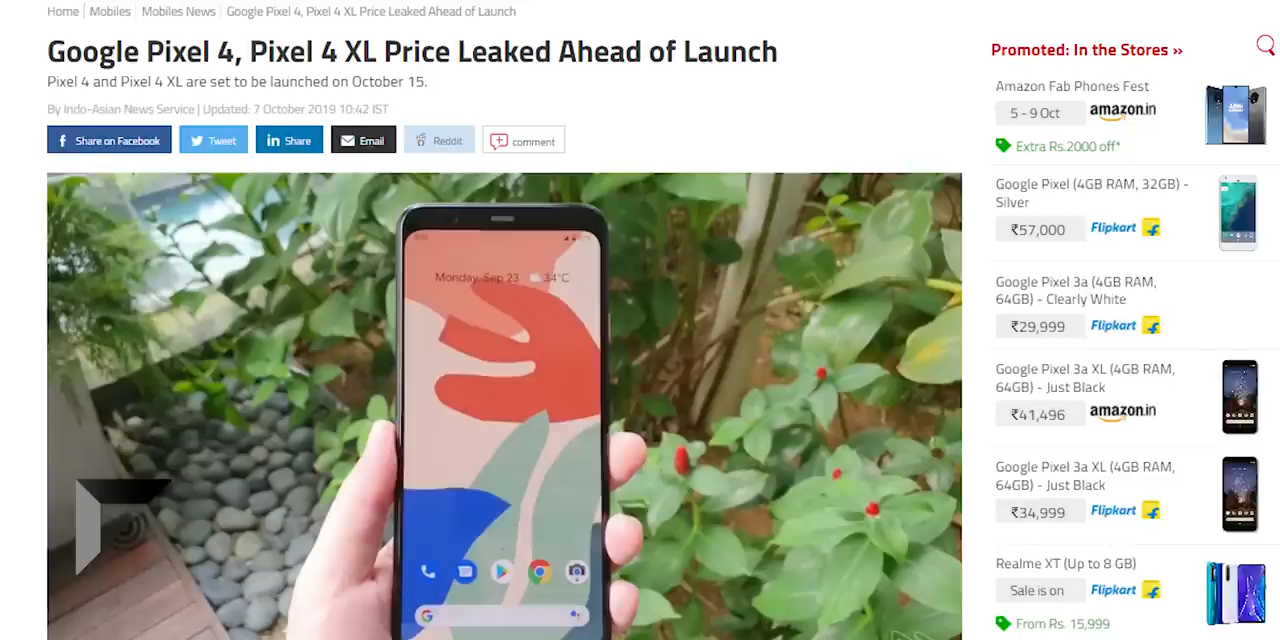 Home Mobiles Mobiles News Google Pixel 4, Pixel 4 XL Price Leaked Ahead of Launch
Google Pixel 4, Pixel 4 XL Price Leaked Ahead of Launch
Pixel 4 and Pixel 4 XL are set to be launched on October 15.
By Indo-Asian News Service | Updated: 7 October 2019 10:42 IST
Share on Facebook
Tweet
Share
Email
Reddit
comment
Monday, Sep 23 34°C
Promoted: In the Stores »
Amazon Fab Phones Fest
5 - 9 Oct amazon.in
Extra Rs.2000 off*
Google Pixel (4GB RAM, 32GB) -
Silver
₹57,000 Flipkart
Google Pixel 3a (4GB RAM,
64GB) - Clearly White
₹29,999 Flipkart
Google Pixel 3a XL (4GB RAM,
64GB) - Just Black
₹41,496 amazon.in
Google Pixel 3a XL (4GB RAM,
64GB) - Just Black
₹34,999 Flipkart
Realme XT (Up to 8 GB)
Sale is on Flipkart
From Rs. 15,999